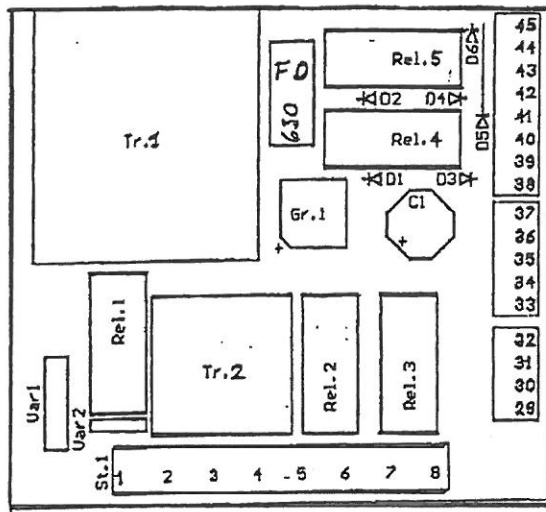 Tr.1
FD
630
Rel.5
D6
D2
D4
Rel.4
D5
D1
D3
Gr.1
+
C1
+
45
44
43
42
41
40
39
38
37
36
35
34
33
32
31
30
29
Rel.1
Tr.2
Rel.2
Rel.3
Var1
Var2
St.1
1 2 3 4 5 6 7 8